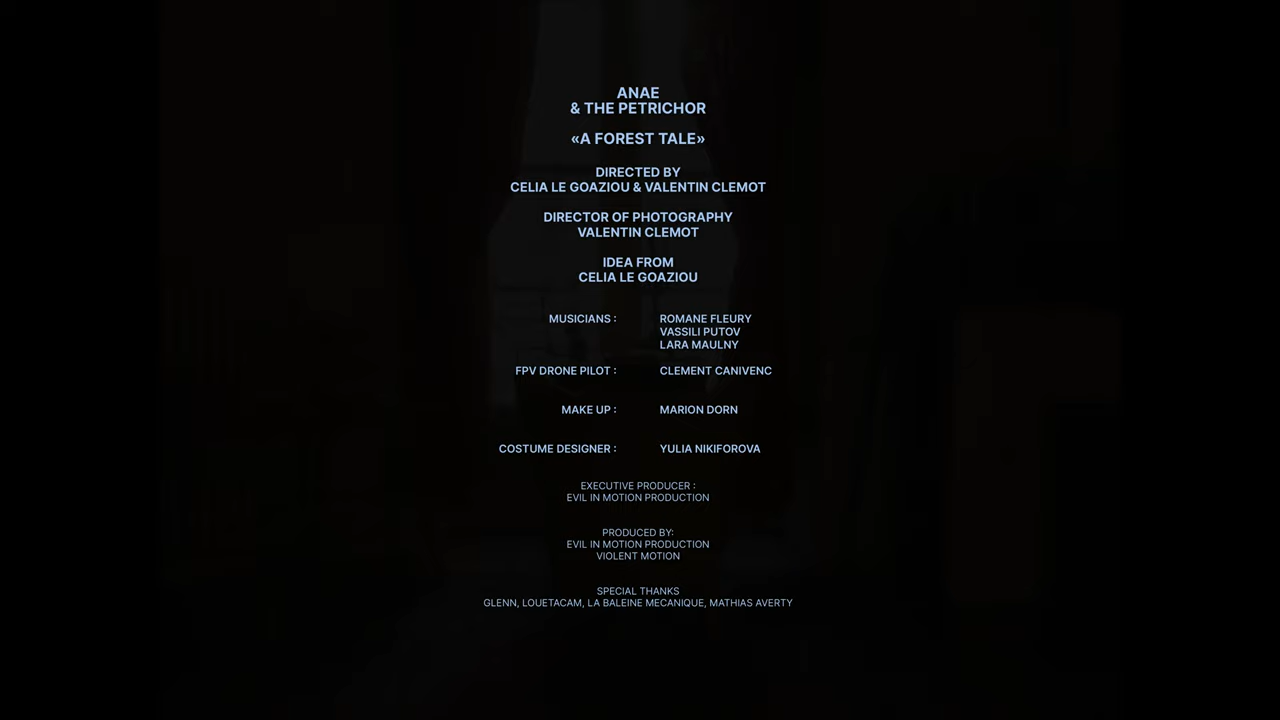 ANAE
& THE PETRICHOR
«A FOREST TALE»
DIRECTED BY
CELIA LE GOAZIOU & VALENTIN CLEMOT
DIRECTOR OF PHOTOGRAPHY
VALENTIN CLEMOT
IDEA FROM
CELIA LE GOAZIOU
MUSICIANS : ROMANE FLEURY
VASSILI PUTOV
LARA MAULNY
FPV DRONE PILOT : CLEMENT CANIVENC
MAKE UP : MARION DORN
COSTUME DESIGNER : YULIA NIKIFOROVA
EXECUTIVE PRODUCER :
EVIL IN MOTION PRODUCTION
PRODUCED BY:
EVIL IN MOTION PRODUCTION
VIOLENT MOTION
SPECIAL THANKS
GLENN, LOUETACAM, LA BALEINE MECANIQUE, MATHIAS AVERTY